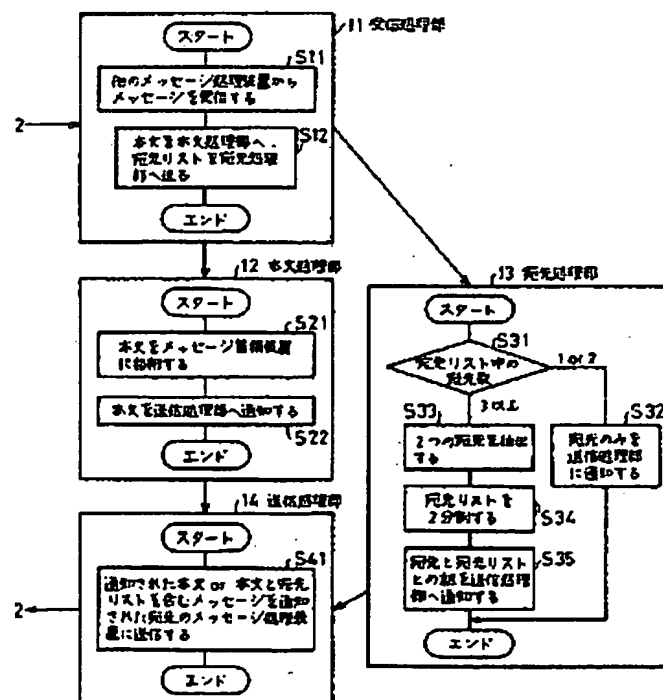 11 受信処理部
スタート
S11
他のメッセージ処理装置から
メッセージを受信する
2
S12
本文を本文処理部へ、
宛先リストを宛先処理
部へ送る
エンド
12 本文処理部
スタート
S21
本文をメッセージ蓄積装置
に格納する
本文を送信処理部へ通知する
S22
エンド
13 宛先処理部
スタート
S31
宛先リスト中の
宛先数
1 or 2
3以上
S33
2つの宛先を抽出
する
S32
宛先のみを
送信処理部
に通知する
宛先リストを
2分割する
S34
S35
宛先と宛先リスト
との組を送信処理
部へ通知する
エンド
14 送信処理部
スタート
S41
通知された本文 or 本文と宛先
リストを含むメッセージを通知
された宛先のメッセージ処理装
置に送信する
2
エンド